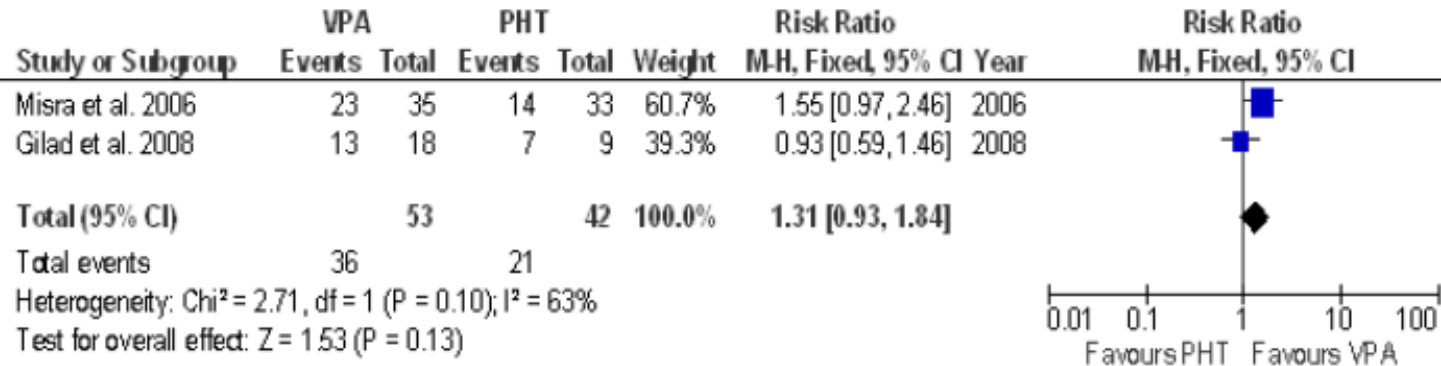 VPA PHT Risk Ratio Risk Ratio
Study or Subgroup Events Total Events Total Weight M-H, Fixed, 95% CI Year M-H, Fixed, 95% CI
Misra et al. 2006 23 35 14 33 60.7% 1.55 [0.97, 2.46] 2006
Gilad et al. 2008 13 18 7 9 39.3% 0.93 [0.59, 1.46] 2008
Total (95% CI) 53 42 100.0% 1.31 [0.93, 1.84]
Total events 36 21
Heterogeneity: Chi² = 2.71, df = 1 (P = 0.10); I² = 63%
Test for overall effect: Z = 1.53 (P = 0.13)
0.01 0.1 1 10 100
Favours PHT Favours VPA